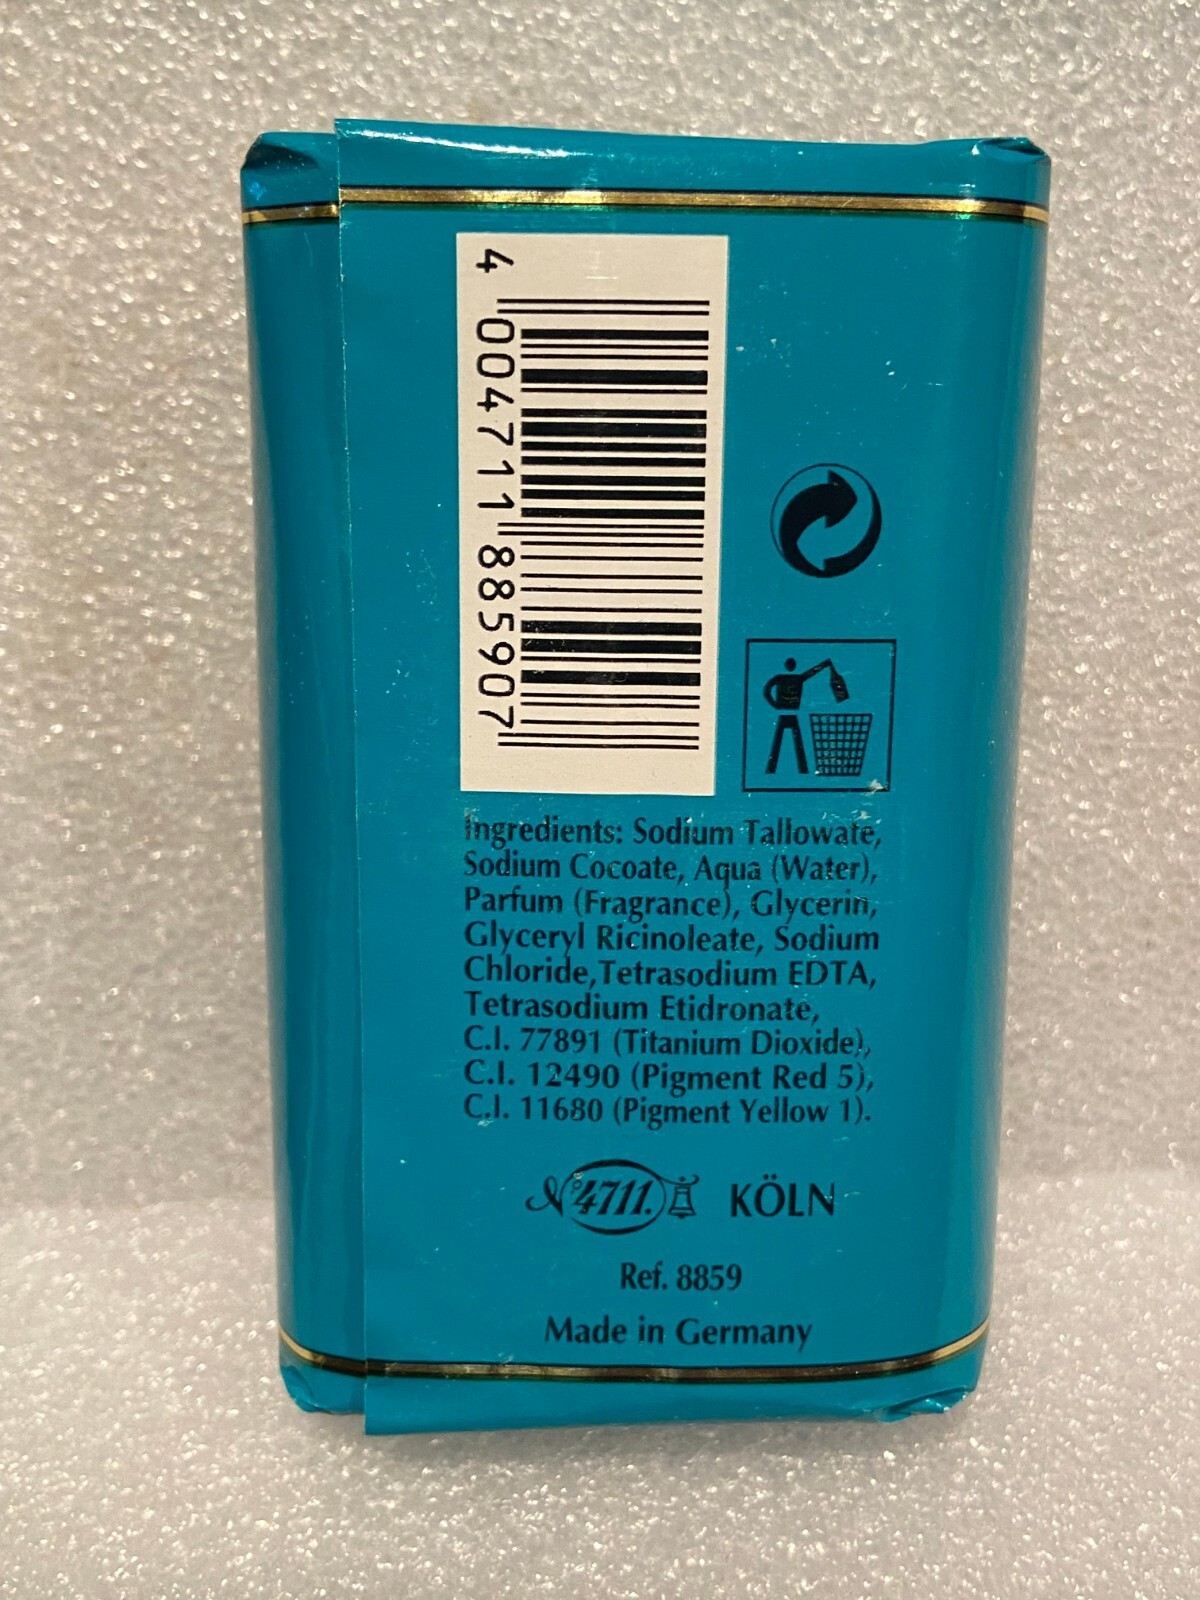 4 004711 885907
Ingredients: Sodium Tallowate,
Sodium Cocoate, Aqua (Water),
Parfum (Fragrance), Glycerin,
Glyceryl Ricinoleate, Sodium
Chloride,Tetrasodium EDTA,
Tetrasodium Etidronate,
C.I. 77891 (Titanium Dioxide),
C.I. 12490 (Pigment Red 5),
C.I. 11680 (Pigment Yellow 1).
Nº 4711. KÖLN
Ref. 8859
Made in Germany